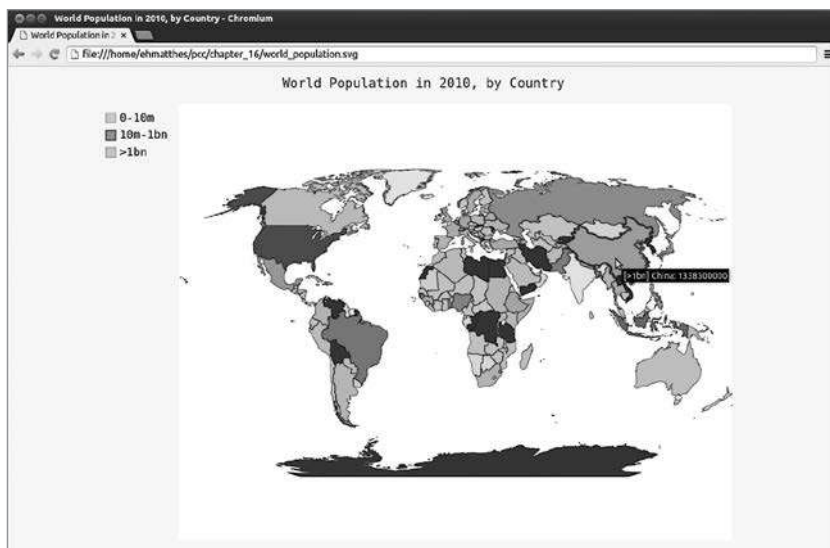 World Population in 2010, by Country - Chromium
World Population in 2
file:///home/ehmatthes/pcc/chapter_16/world_population.svg
World Population in 2010, by Country
0-10m
10m-1bn
>1bn
[>1bn] China: 1338300000